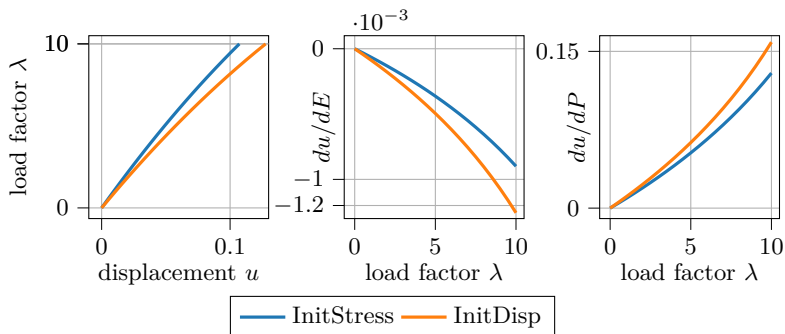 10
0
load factor λ
0 0.1
displacement u
·10⁻³
0
−1
−1.2
du/dE
0 5 10
load factor λ
0.15
0
du/dP
0 5 10
load factor λ
InitStress InitDisp